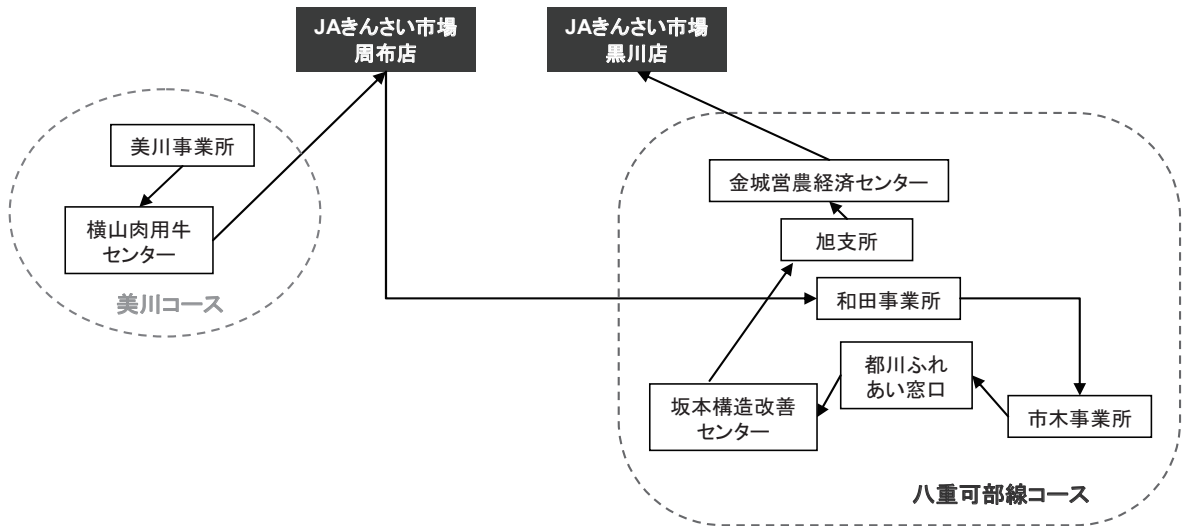 JAきんさい市場
周布店
JAきんさい市場
黒川店
美川事業所
横山肉用牛
センター
美川コース
金城営農経済センター
旭支所
和田事業所
都川ふれ
あい窓口
坂本構造改善
センター
市木事業所
八重可部線コース